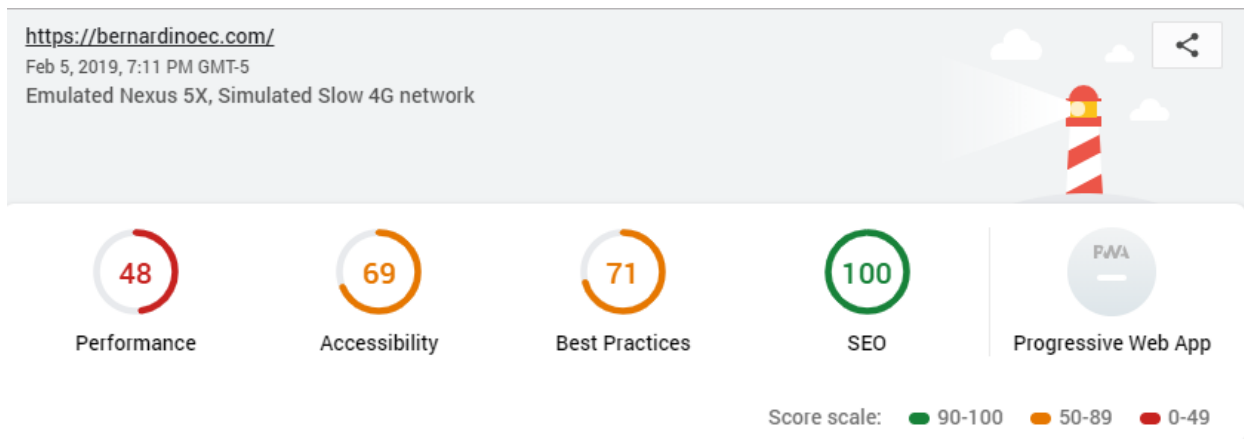 https://bernardinoec.com/
Feb 5, 2019, 7:11 PM GMT-5
Emulated Nexus 5X, Simulated Slow 4G network
48 69 71 100 PWA
Performance Accessibility Best Practices SEO Progressive Web App
Score scale: 90-100 50-89 0-49